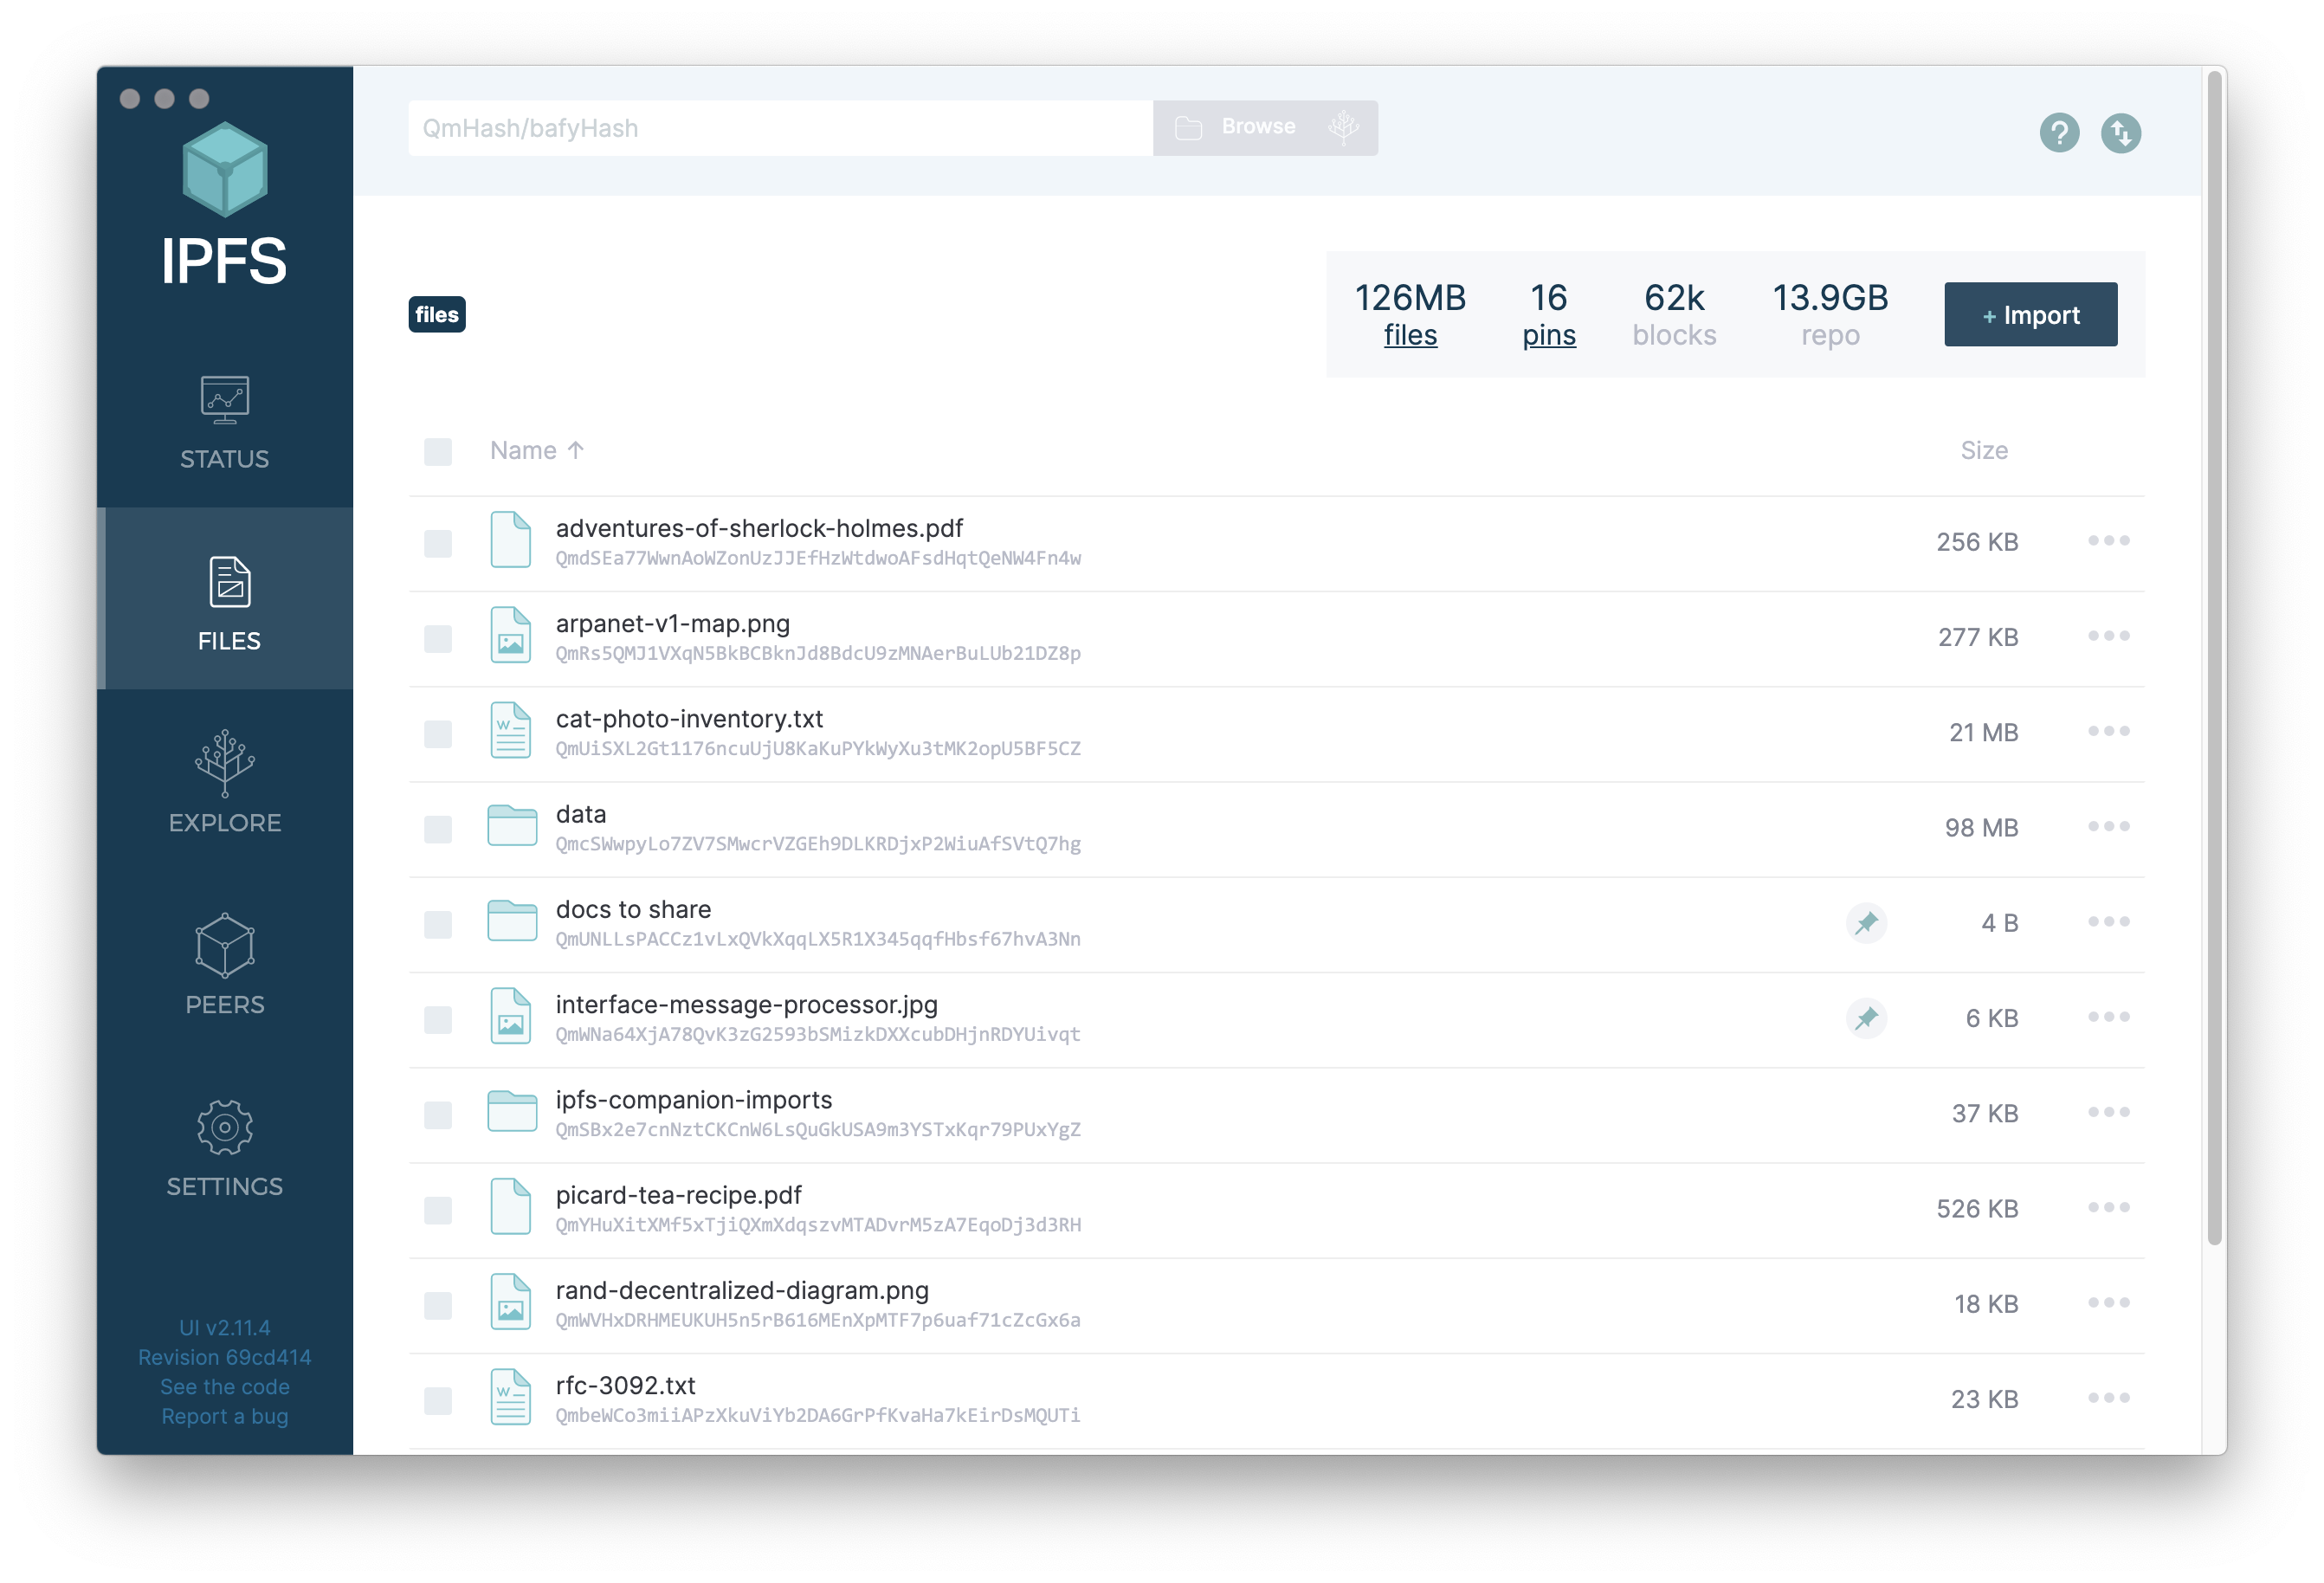 IPFS
STATUS
FILES
EXPLORE
PEERS
SETTINGS
UI v2.11.4
Revision 69cd414
See the code
Report a bug
QmHash/bafyHash
Browse
?
files
126MB 16 62k 13.9GB
files pins blocks repo
+ Import
Name ↑ Size
adventures-of-sherlock-holmes.pdf
QmdSEa77WwnAoWZonUzJJEfHzWtdwoAFsdHqtQeNW4Fn4w
256 KB
arpanet-v1-map.png
QmRs5QMJ1VXqN5BkBCBknJd8BdcU9zMNAerBuLUb21DZ8p
277 KB
cat-photo-inventory.txt
QmUiSXL2Gt1176ncuUjU8KaKuPYkWyXu3tMK2opU5BF5CZ
21 MB
data
QmcSWwpyLo7ZV7SMwcrVZGEh9DLKRDjxP2WiuAfSVtQ7hg
98 MB
docs to share
QmUNLLsPACCz1vLxQVkXqqLX5R1X345qqfHbsf67hvA3Nn
4 B
interface-message-processor.jpg
QmWNa64XjA78QvK3zG2593bSMizkDXXcubDHjnRDYUivqt
6 KB
ipfs-companion-imports
QmSBx2e7cnNztCKCnW6LsQuGkUSA9m3YSTxKqr79PUxYgZ
37 KB
picard-tea-recipe.pdf
QmYHuXitXMf5xTjiQXmXdqszvMTADvrM5zA7EqoDj3d3RH
526 KB
rand-decentralized-diagram.png
QmWVHxDRHMEUKUH5n5rB616MEnXpMTF7p6uaf71cZcGx6a
18 KB
rfc-3092.txt
QmbeWCo3miiAPzXkuViYb2DA6GrPfKvaHa7kEirDsMQUTi
23 KB